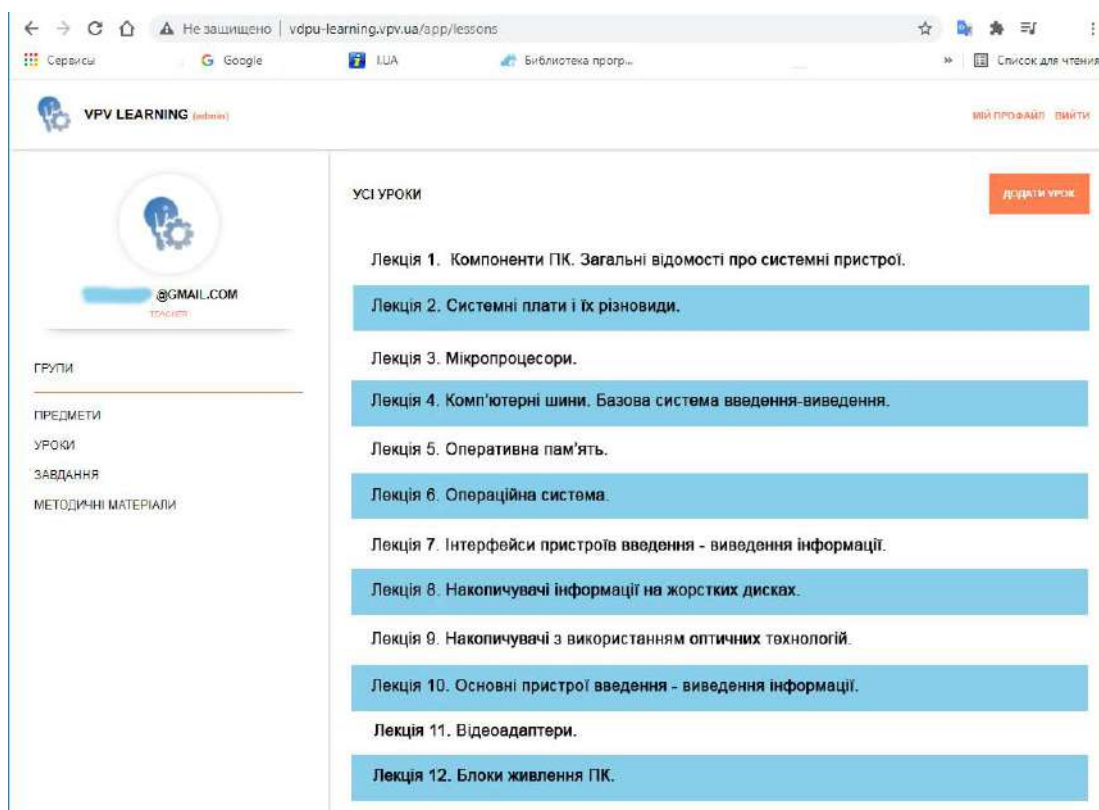 Не защищено | vdpu-learning.vpv.ua/app/lessons
Сервисы Google I.UA Библиотека прогр... » Список для чтения
VPV LEARNING (admin) МІЙ ПРОФАЙЛ ВИЙТИ
УСІ УРОКИ ДОДАТИ УРОК
@GMAIL.COM
TEACHER
ГРУПИ
ПРЕДМЕТИ
УРОКИ
ЗАВДАННЯ
МЕТОДИЧНІ МАТЕРІАЛИ
Лекція 1. Компоненти ПК. Загальні відомості про системні пристрої.
Лекція 2. Системні плати і їх різновиди.
Лекція 3. Мікропроцесори.
Лекція 4. Комп'ютерні шини. Базова система введення-виведення.
Лекція 5. Оперативна пам'ять.
Лекція 6. Операційна система.
Лекція 7. Інтерфейси пристроїв введення - виведення інформації.
Лекція 8. Накопичувачі інформації на жорстких дисках.
Лекція 9. Накопичувачі з використанням оптичних технологій.
Лекція 10. Основні пристрої введення - виведення інформації.
Лекція 11. Відеоадаптери.
Лекція 12. Блоки живлення ПК.